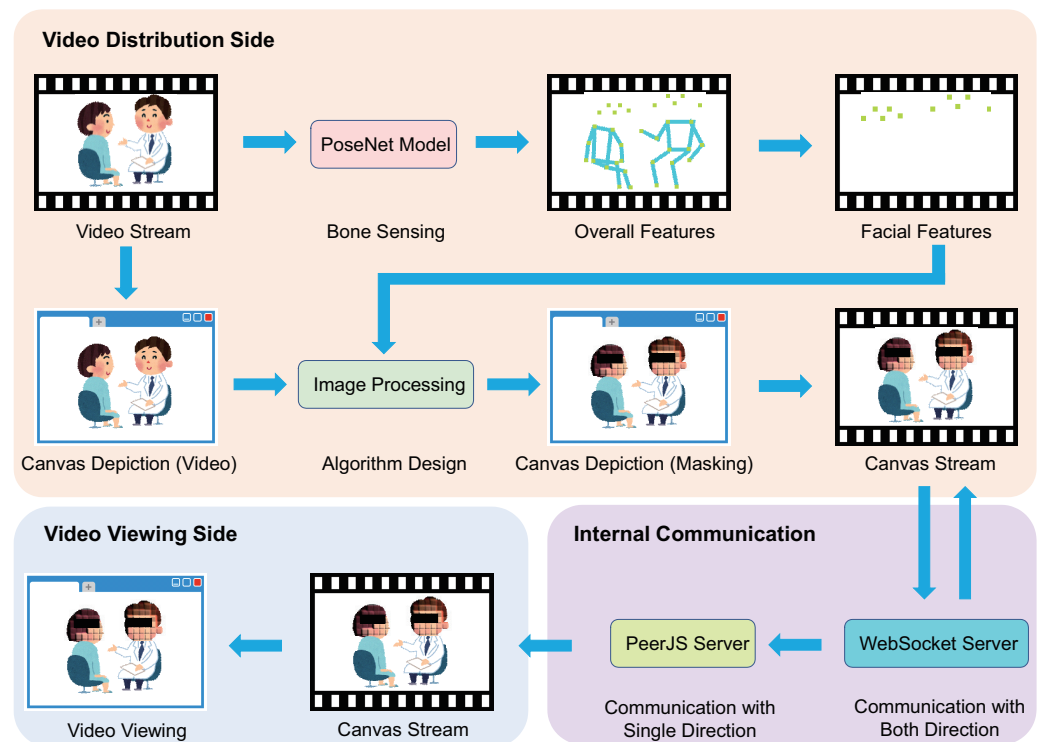 Video Distribution Side
PoseNet Model
Video Stream
Bone Sensing
Overall Features
Facial Features
Image Processing
Canvas Depiction (Video)
Algorithm Design
Canvas Depiction (Masking)
Canvas Stream
Video Viewing Side
Internal Communication
PeerJS Server
WebSocket Server
Video Viewing
Canvas Stream
Communication with
Single Direction
Communication with
Both Direction